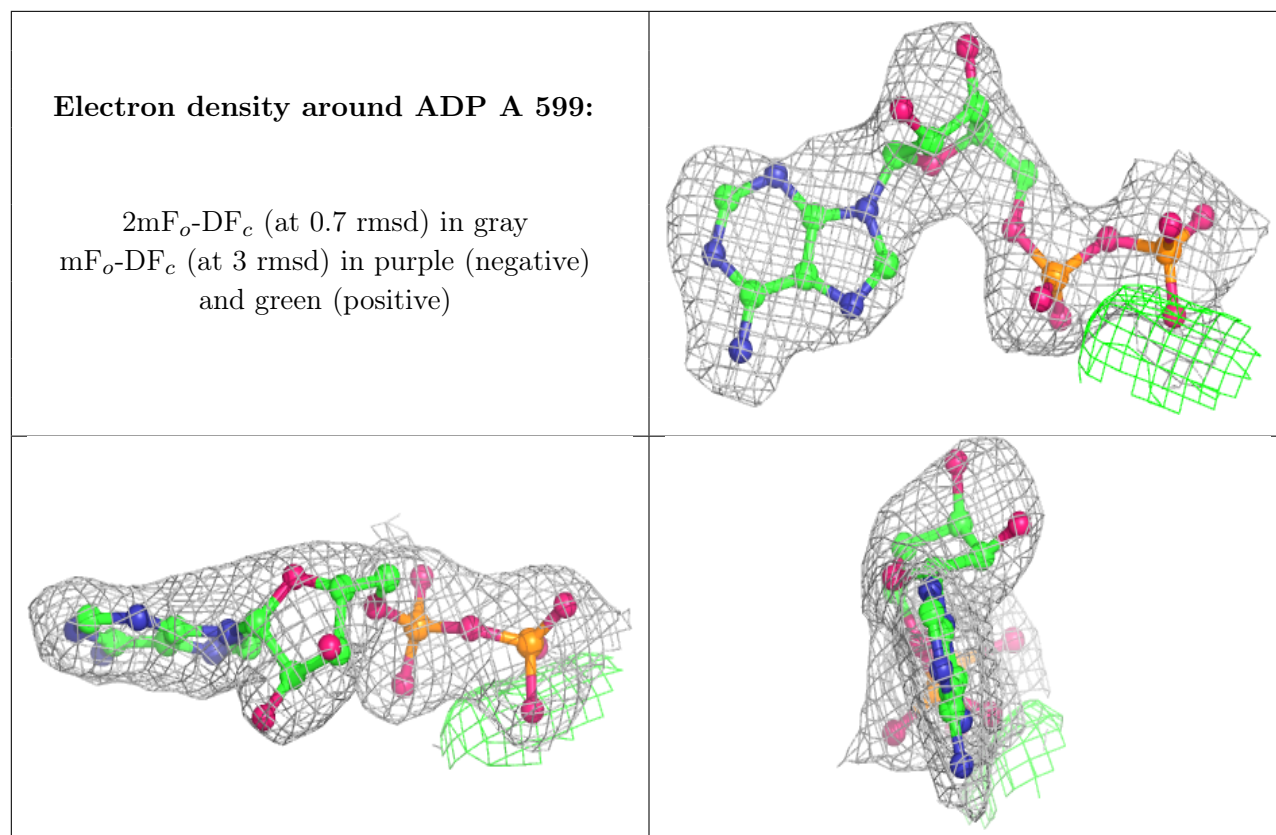 Electron density around ADP A 599:
2mFo-DFc (at 0.7 rmsd) in gray
mFo-DFc (at 3 rmsd) in purple (negative)
and green (positive)